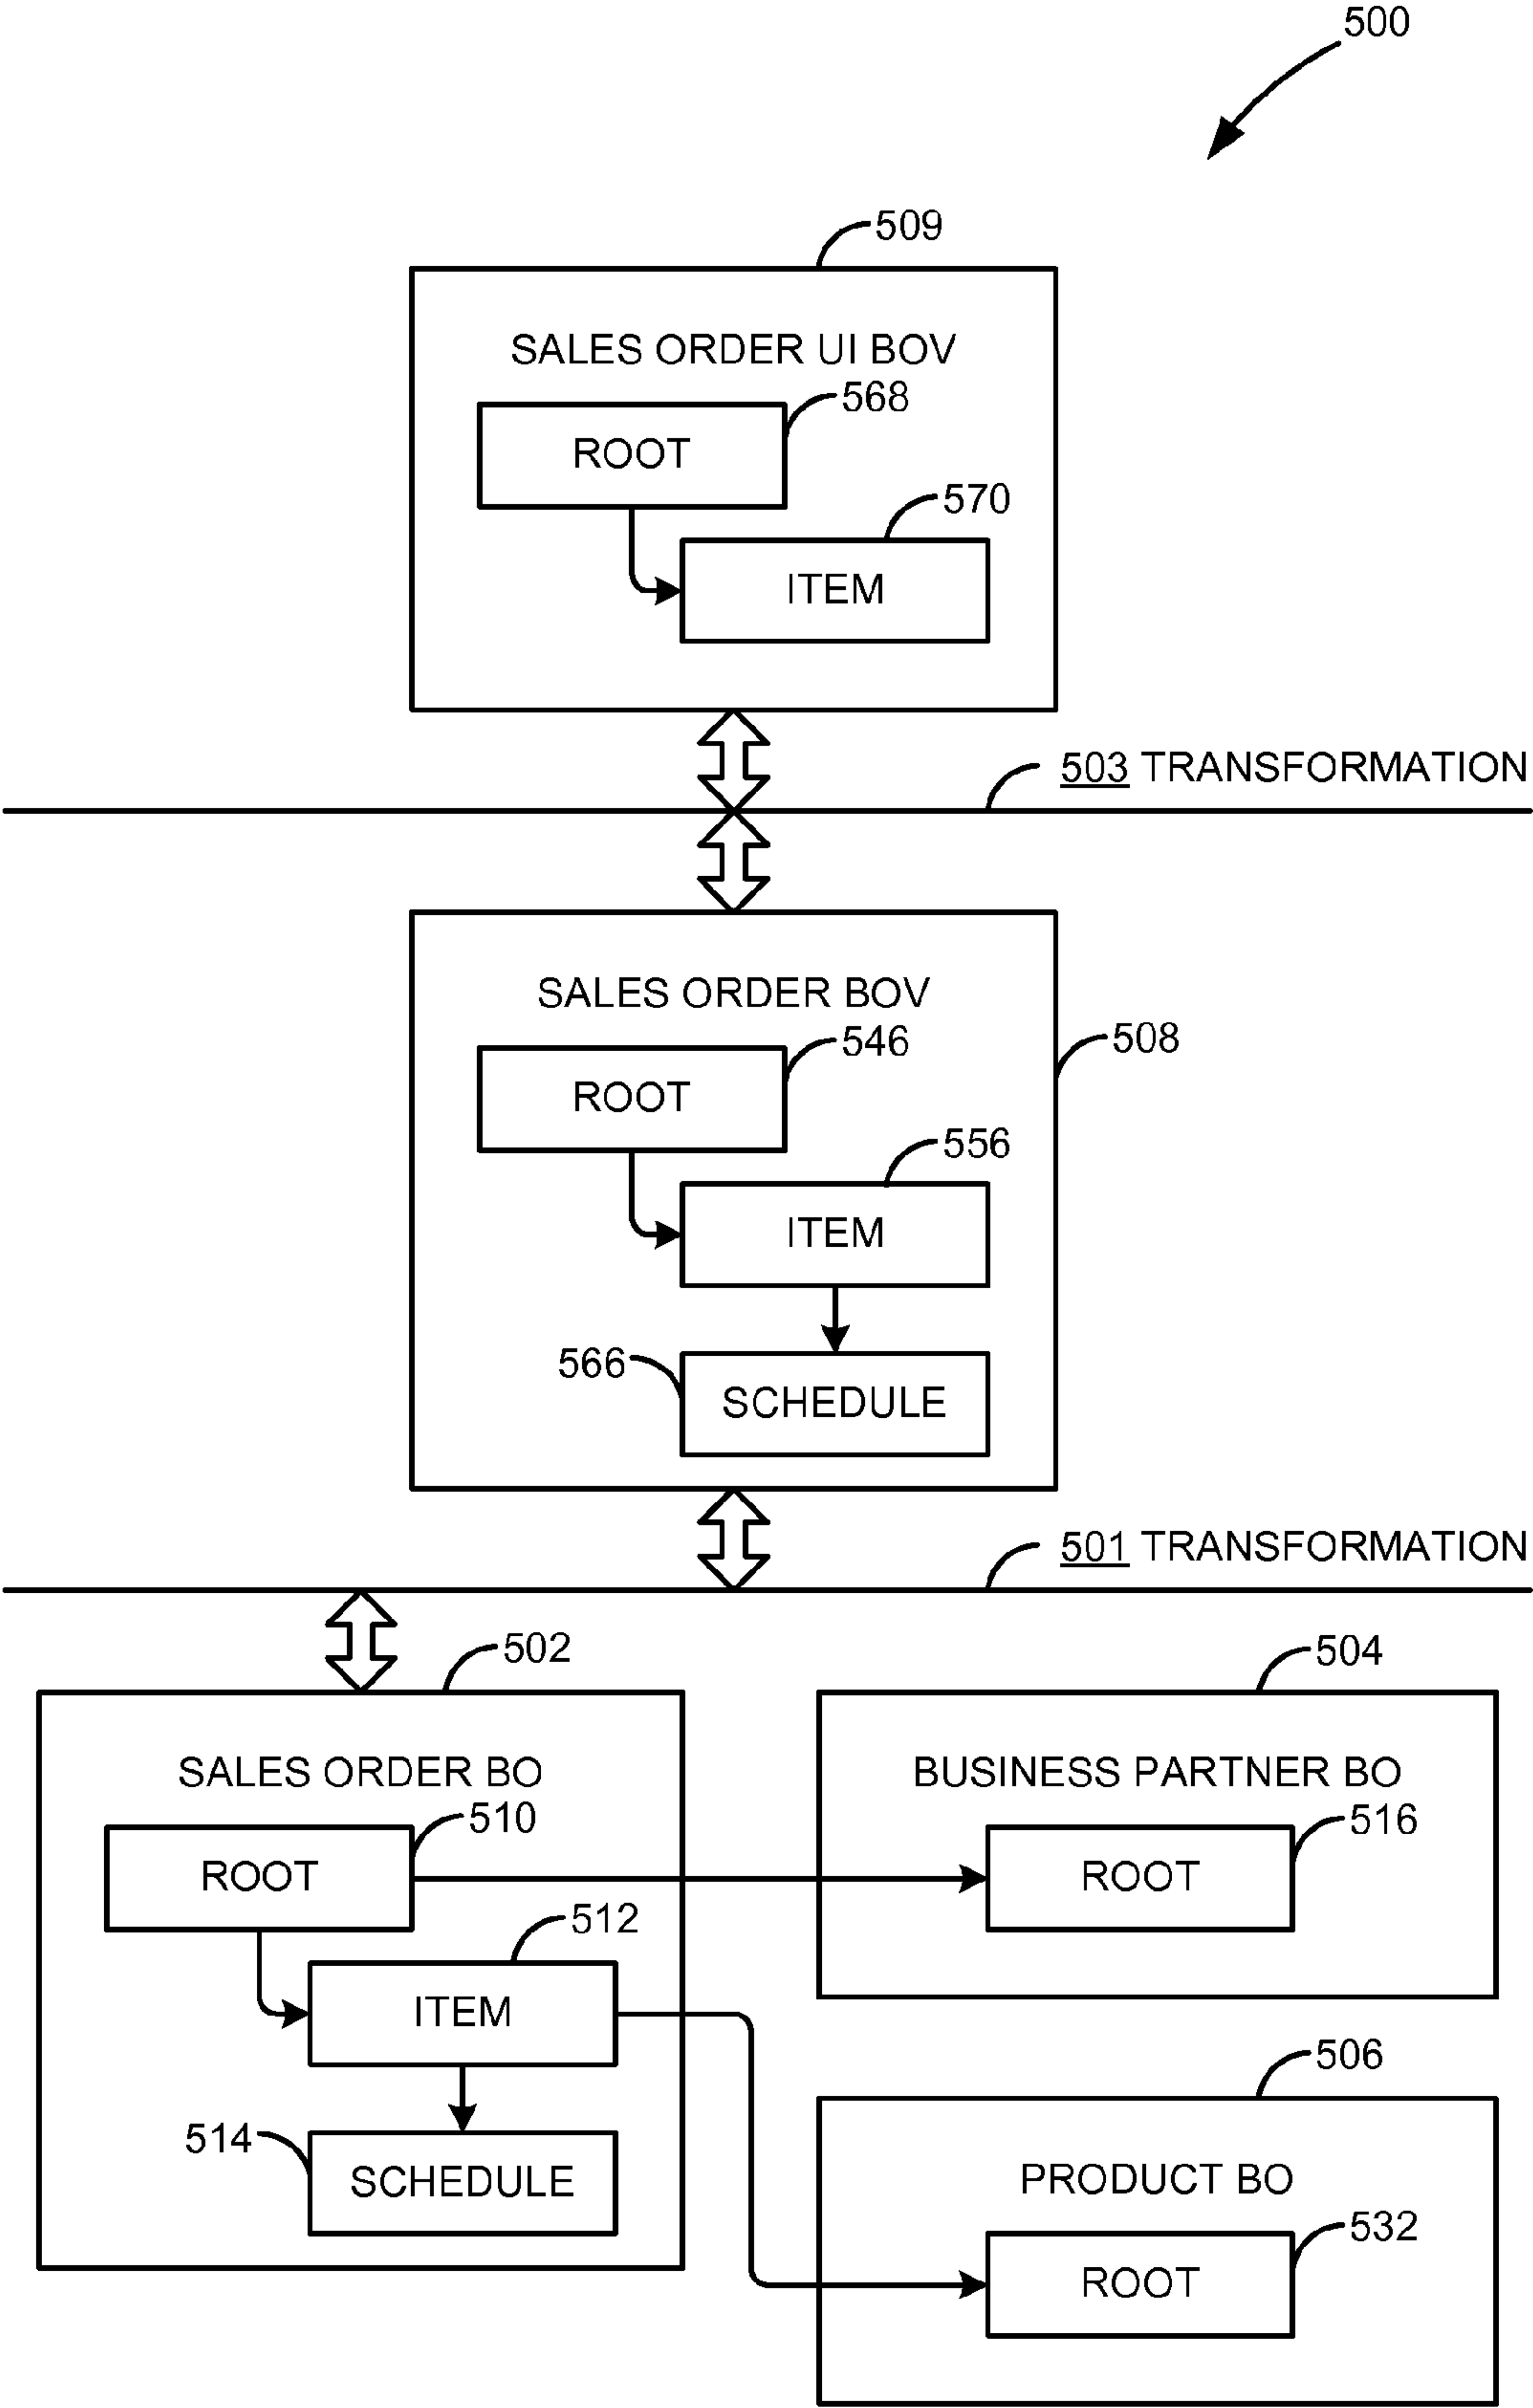 500
509
SALES ORDER UI BOV
568
ROOT
570
ITEM
503 TRANSFORMATION
SALES ORDER BOV
546
508
ROOT
556
ITEM
566
SCHEDULE
501 TRANSFORMATION
502
504
SALES ORDER BO
BUSINESS PARTNER BO
510
516
ROOT
ROOT
512
ITEM
506
514
SCHEDULE
PRODUCT BO
532
ROOT